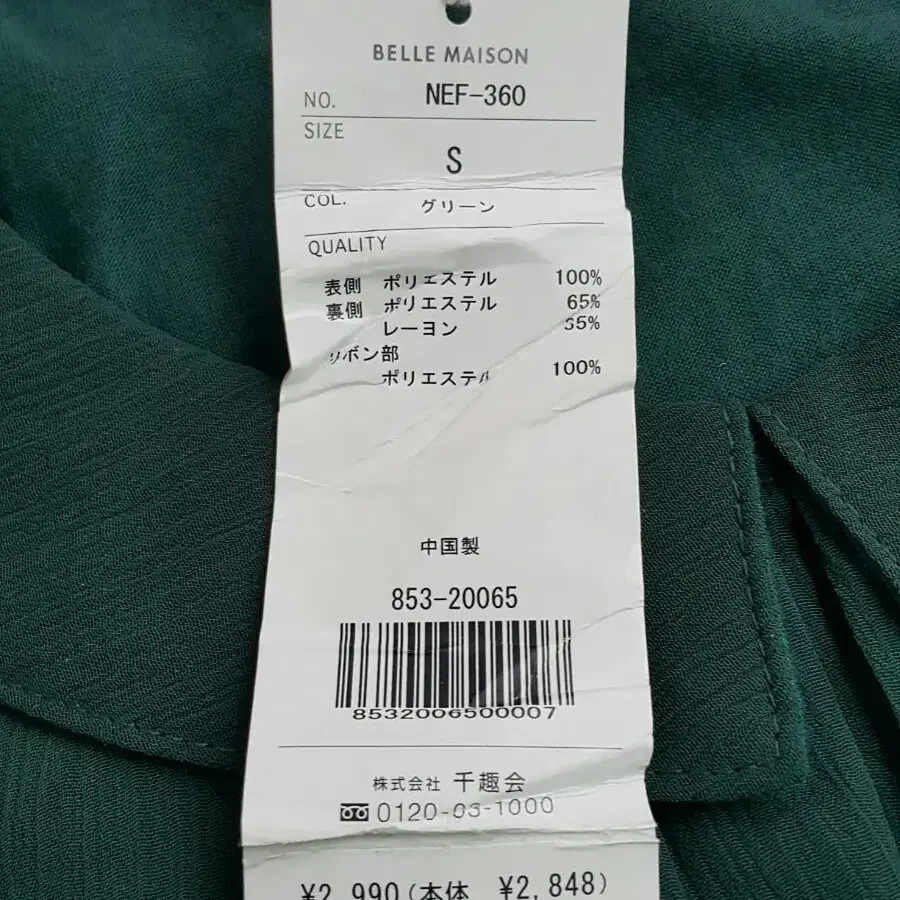 BELLE MAISON
NO. NEF-360
SIZE
S
COL. グリーン
QUALITY
表側 ポリエステル 100%
裏側 ポリエステル 65%
レーヨン 35%
リボン部
ポリエステル 100%
中国製
853-20065
8532006500007
株式会社 千趣会
0120-03-1000
¥2,990(本体 ¥2,848)